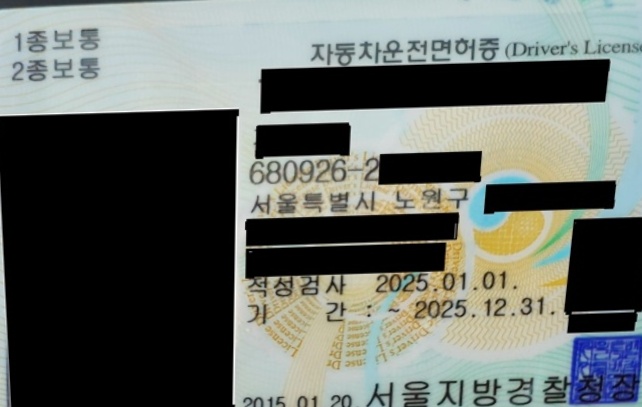 1종보통
2종보통
자동차운전면허증 (Driver's License
680926-2
서울특별시 노원구
적성검사 2025.01.01.
기 간 : ~ 2025.12.31.
2015.01.20. 서울지방경찰청장